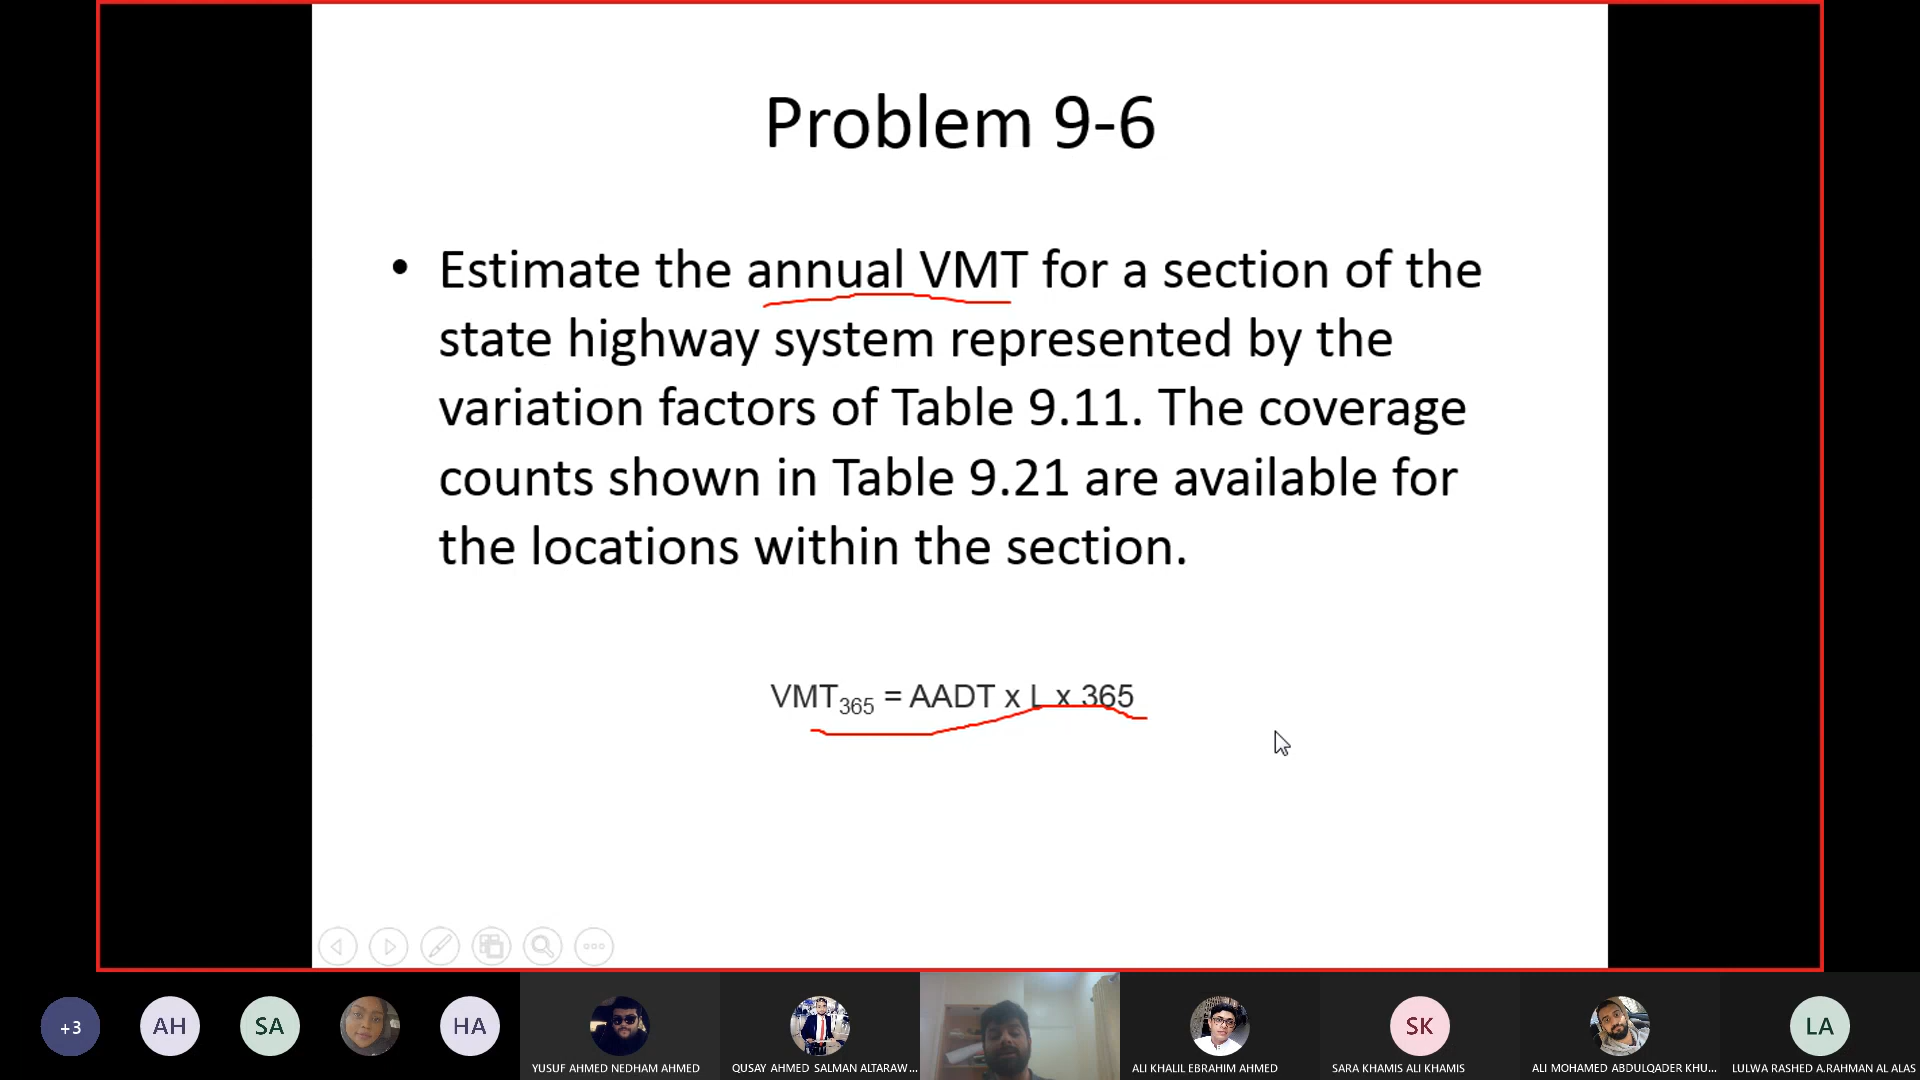 Problem 9-6
• Estimate the annual VMT for a section of the
state highway system represented by the
variation factors of Table 9.11. The coverage
counts shown in Table 9.21 are available for
the locations within the section.
VMT365 = AADT x L x 365
+3
AH
SA
HA
YUSUF AHMED NEDHAM AHMED
QUSAY AHMED SALMAN ALTARAW...
ALI KHALIL EBRAHIM AHMED
SK
SARA KHAMIS ALI KHAMIS
ALI MOHAMED ABDULQADER KHU...
LA
LULWA RASHED A.RAHMAN AL ALAS